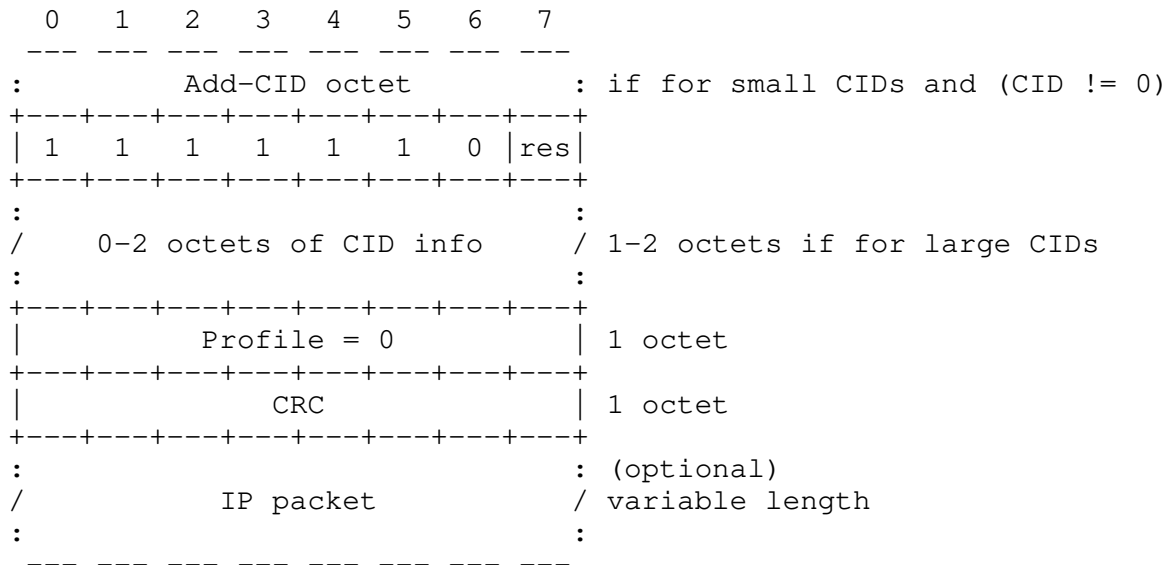 0   1   2   3   4   5   6   7
 --- --- --- --- --- --- --- ---
:         Add-CID octet         : if for small CIDs and (CID != 0)
+---+---+---+---+---+---+---+---+
| 1   1   1   1   1   1   0 |res|
+---+---+---+---+---+---+---+---+
:                               :
/    0-2 octets of CID info     / 1-2 octets if for large CIDs
:                               :
+---+---+---+---+---+---+---+---+
|          Profile = 0          | 1 octet
+---+---+---+---+---+---+---+---+
|              CRC              | 1 octet
+---+---+---+---+---+---+---+---+
:                               : (optional)
/           IP packet           / variable length
:                               :
 --- --- --- --- --- --- --- ---